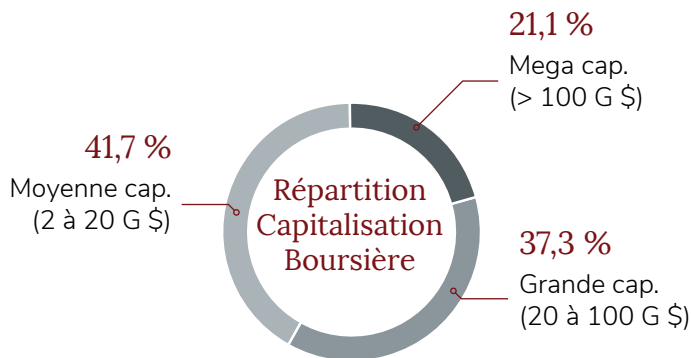 21,1 %
Mega cap.
(> 100 G $)
41,7 %
Moyenne cap.
(2 à 20 G $)
Répartition
Capitalisation
Boursière
37,3 %
Grande cap.
(20 à 100 G $)